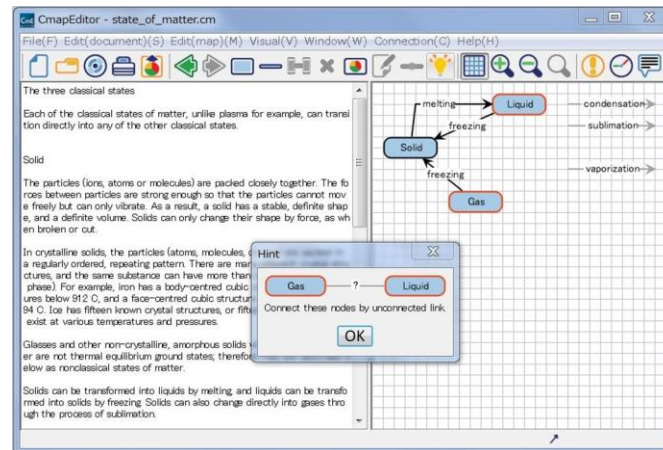 CmapEditor - state_of_matter.cm
File(F) Edit(document)(S) Edit(map)(M) Visual(V) Window(W) Connection(C) Help(H)
The three classical states
Each of the classical states of matter, unlike plasma for example, can transi
tion directly into any of the other classical states.
Solid
The particles (ions, atoms or molecules) are packed closely together. The fo
rces between particles are strong enough so that the particles cannot mov
e freely but can only vibrate. As a result, a solid has a stable, definite shap
e, and a definite volume. Solids can only change their shape by force, as wh
en broken or cut.
In crystalline solids, the particles (atoms, molecules,
a regularly ordered, repeating pattern. There are man
ctures, and the same substance can have more than
phase). For example, iron has a body-centred cubic
ures below 912 C, and a face-centred cubic structur
94 C. Ice has fifteen known crystal structures, or fift
exist at various temperatures and pressures.
Glasses and other non-crystalline, amorphous solids
er are not thermal equilibrium ground states; therefor
elow as nonclassical states of matter.
Solids can be transformed into liquids by melting, and liquids can be transfo
rmed into solids by freezing. Solids can also change directly into gases thro
ugh the process of sublimation.
melting
Liquid
freezing
Solid
freezing
Gas
condensation
sublimation
vaporization
Hint
Gas ? Liquid
Connect these nodes by unconnected link.
OK